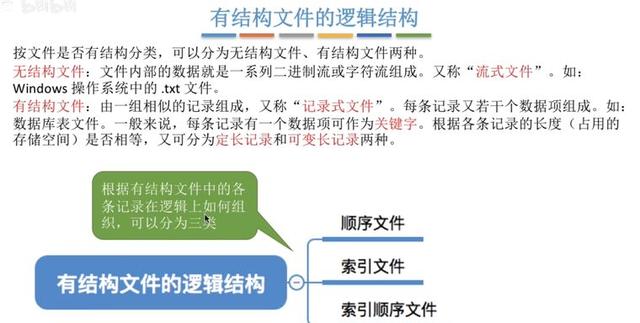 bilibili
有结构文件的逻辑结构
按文件是否有结构分类，可以分为无结构文件、有结构文件两种。
无结构文件：文件内部的数据就是一系列二进制流或字符流组成。又称“流式文件”。如：
Windows 操作系统中的 .txt 文件。
有结构文件：由一组相似的记录组成，又称“记录式文件”。每条记录又若干个数据项组成。如：
数据库表文件。一般来说，每条记录有一个数据项可作为关键字。根据各条记录的长度（占用的
存储空间）是否相等，又可分为定长记录和可变长记录两种。
根据有结构文件中的各
条记录在逻辑上如何组
织，可以分为三类
有结构文件的逻辑结构
顺序文件
索引文件
索引顺序文件